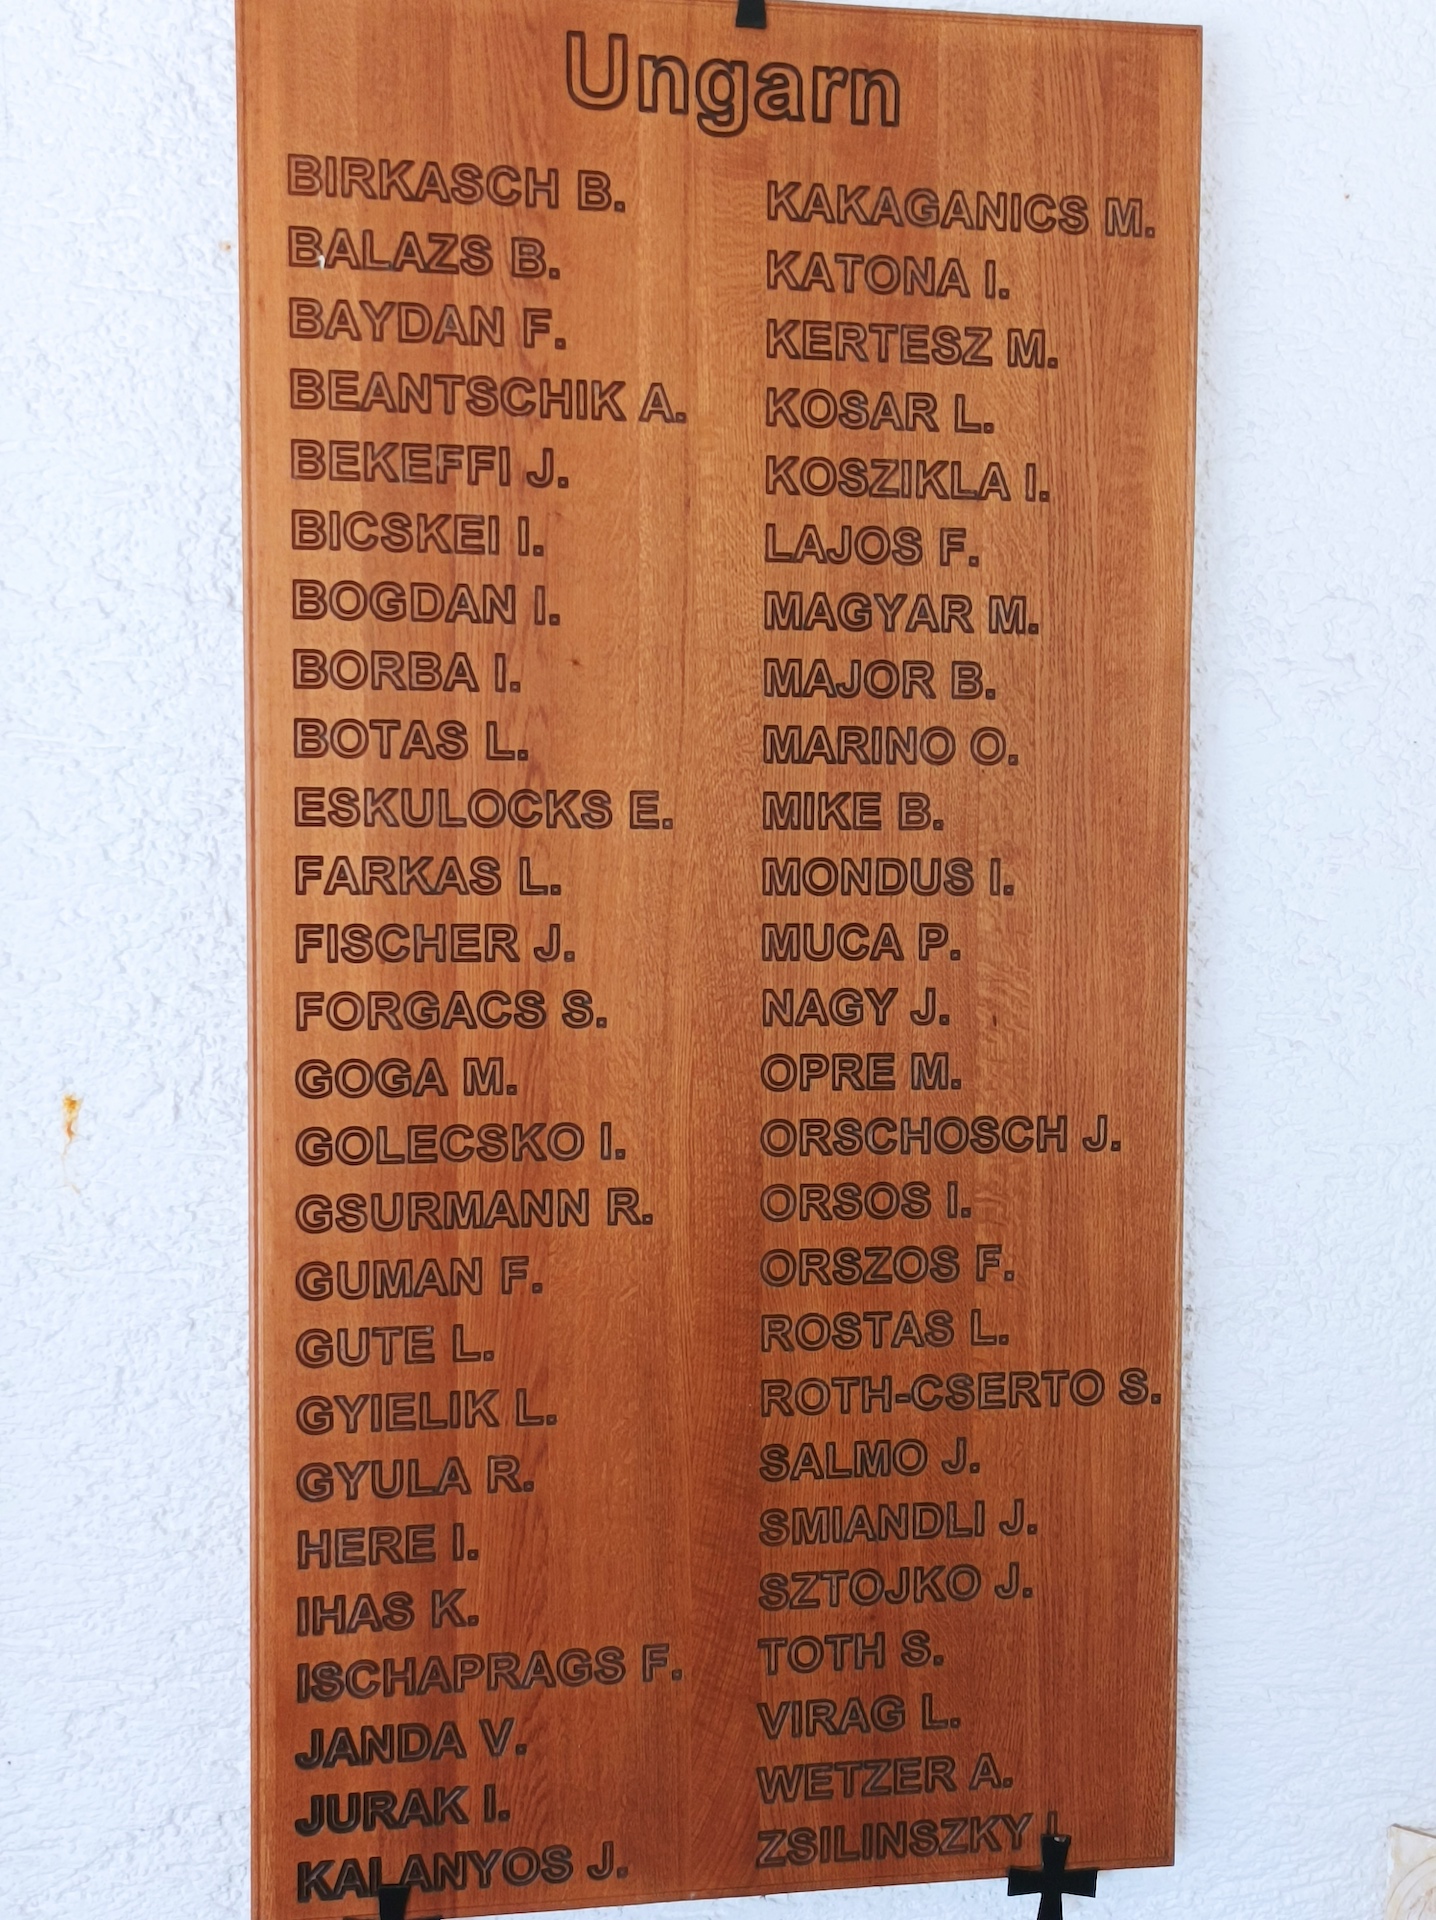 Ungarn
BIRKASCH B.
BALAZS B.
BAYDAN F.
BEANTSCHIK A.
BEKEFFI J.
BICSKEI I.
BOGDAN I.
BORBA I.
BOTAS L.
ESKULOCKS E.
FARKAS L.
FISCHER J.
FORGACS S.
GOGA M.
GOLECSKO I.
GSURMANN R.
GUMAN F.
GUTE L.
GYIELIK L.
GYULA R.
HERE I.
IHAS K.
ISCHAPRAGS F.
JANDA V.
JURAK I.
KALANYOS J.
KAKAGANICS M.
KATONA I.
KERTESZ M.
KOSAR L.
KOSZIKLA I.
LAJOS F.
MAGYAR M.
MAJOR B.
MARINO O.
MIKE B.
MONDUS I.
MUCA P.
NAGY J.
OPRE M.
ORSCHOSCH J.
ORSOS I.
ORSZOS F.
ROSTAS L.
ROTH-CSERTO S.
SALMO J.
SMIANDLI J.
SZTOJKO J.
TOTH S.
VIRAG L.
WETZER A.
ZSILINSZKY